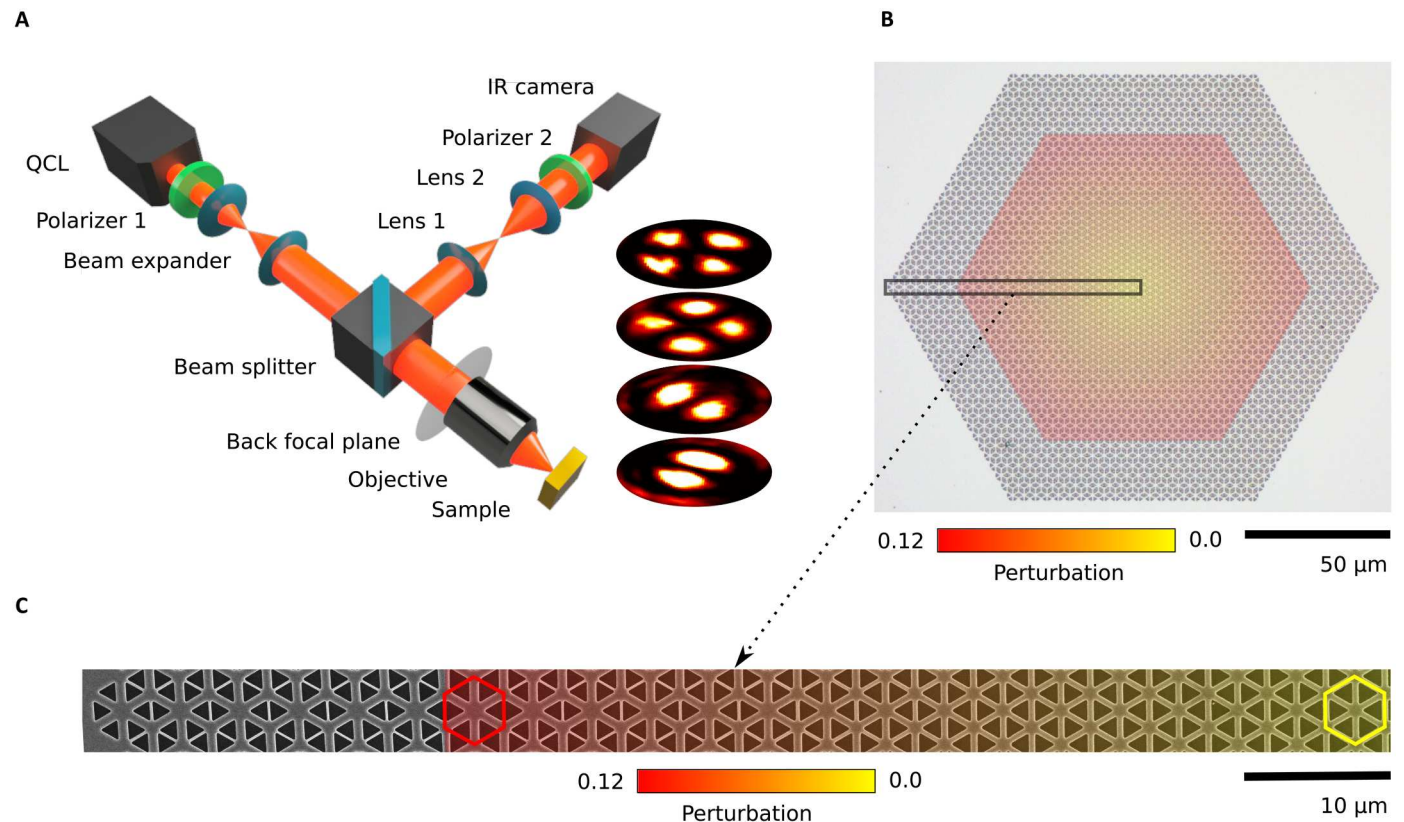 A
B
IR camera
Polarizer 2
QCL
Lens 2
Polarizer 1
Lens 1
Beam expander
Beam splitter
Back focal plane
Objective
Sample
0.12
0.0
Perturbation
50 µm
C
0.12
0.0
Perturbation
10 µm